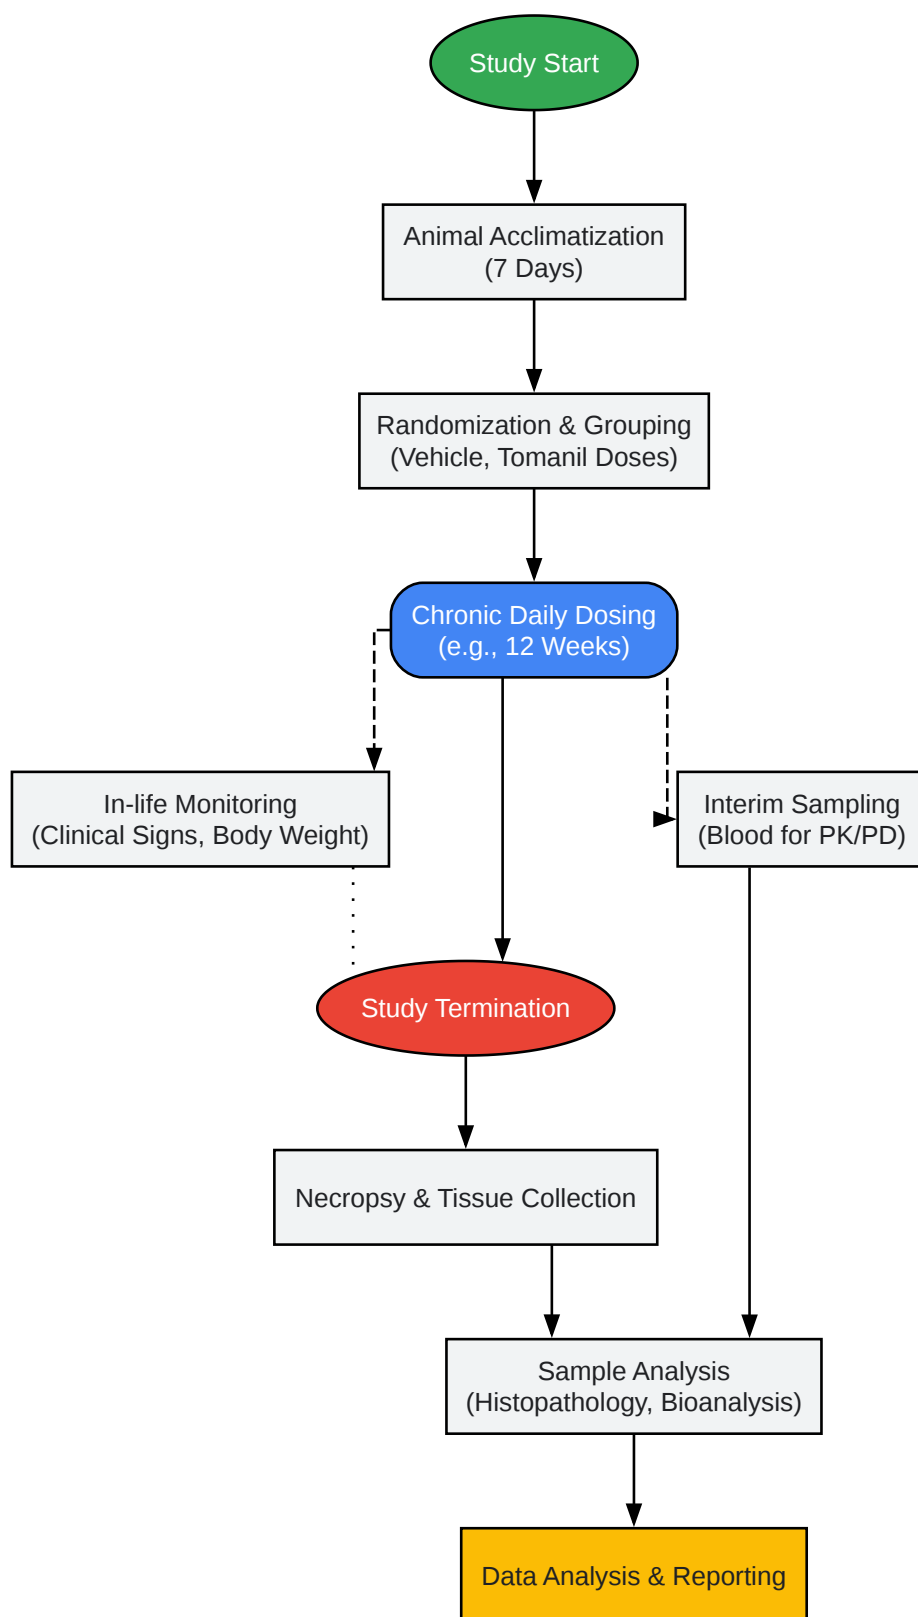 Study Start
Animal Acclimatization
(7 Days)
Randomization & Grouping
(Vehicle, Tomanil Doses)
Chronic Daily Dosing
(e.g., 12 Weeks)
In-life Monitoring
(Clinical Signs, Body Weight)
Interim Sampling
(Blood for PK/PD)
Study Termination
Necropsy & Tissue Collection
Sample Analysis
(Histopathology, Bioanalysis)
Data Analysis & Reporting